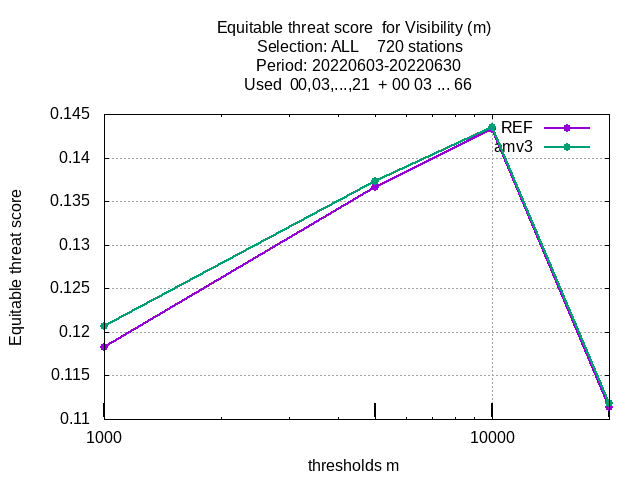 Equitable threat score  for Visibility (m)
Selection: ALL    720 stations
Period: 20220603-20220630
Used  00,03,...,21  + 00 03 ... 66
0.145
0.14
0.135
0.13
0.125
0.12
0.115
0.11
Equitable threat score
REF
amv3
1000
10000
thresholds m